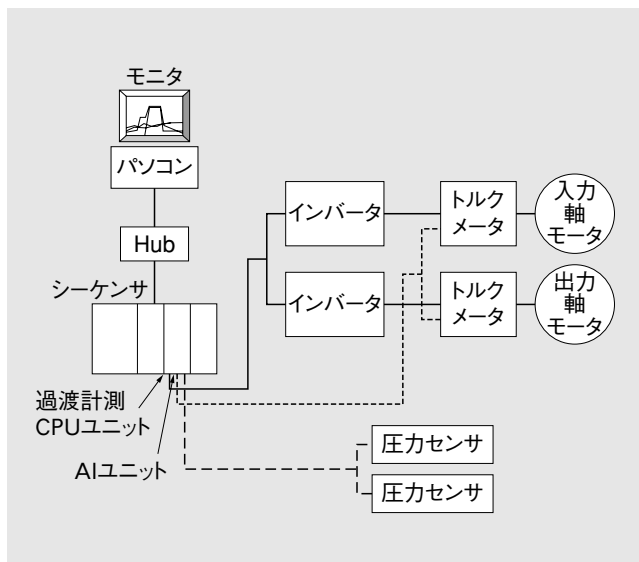 モニタ
パソコン
Hub
シーケンサ
過渡計測
CPUユニット
AIユニット
インバータ
トルク
メータ
入力
軸
モータ
インバータ
トルク
メータ
出力
軸
モータ
圧力センサ
圧力センサ